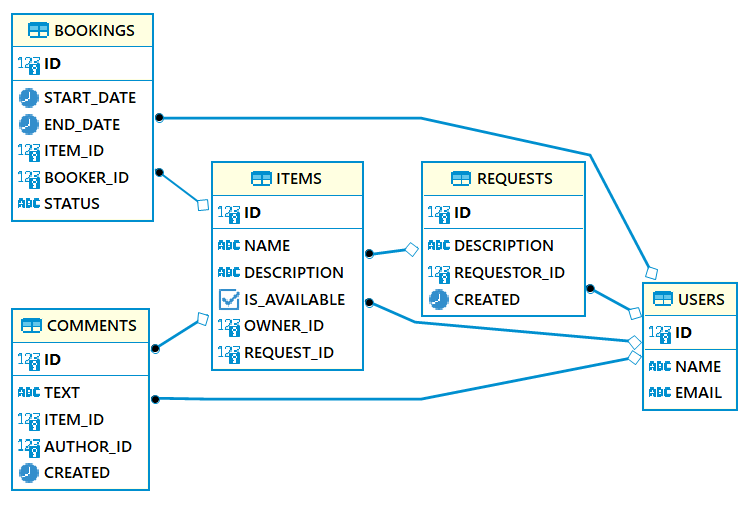 BOOKINGS
123 ID
START_DATE
END_DATE
123 ITEM_ID
123 BOOKER_ID
ABC STATUS
ITEMS
123 ID
ABC NAME
ABC DESCRIPTION
IS_AVAILABLE
123 OWNER_ID
123 REQUEST_ID
REQUESTS
123 ID
ABC DESCRIPTION
123 REQUESTOR_ID
CREATED
USERS
123 ID
ABC NAME
ABC EMAIL
COMMENTS
123 ID
ABC TEXT
123 ITEM_ID
123 AUTHOR_ID
CREATED